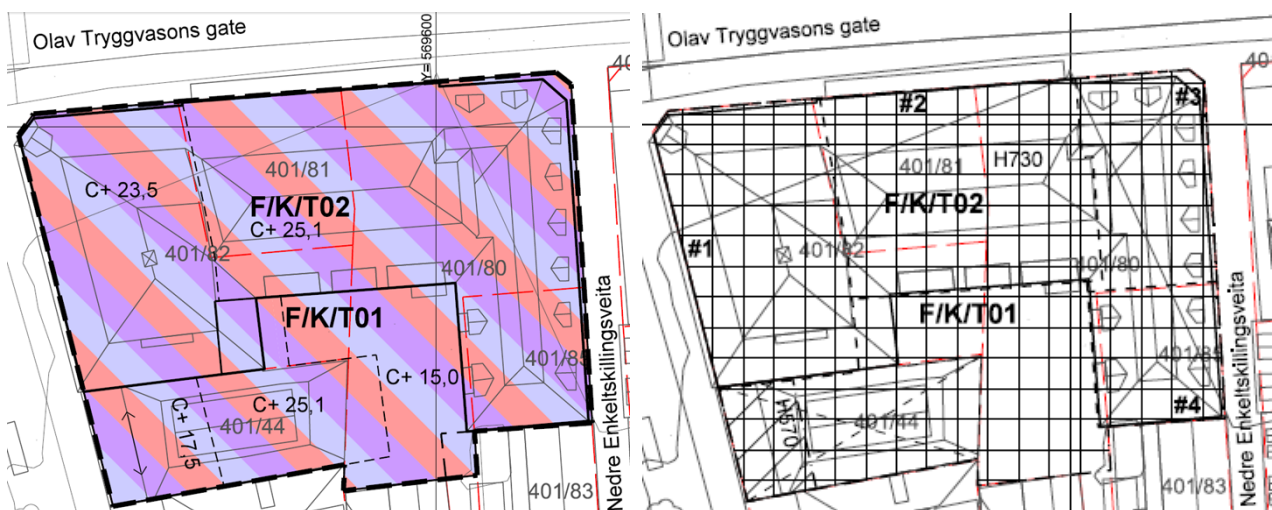 Olav Tryggvasons gate
Y= 569600
401/81
C+ 23,5
F/K/T02
C+ 25,1
401/82
401/80
F/K/T01
401/85
C+ 15,0
C+ 25,1
401/44
C+ 17,5
401/83
Nedre Enkeltskillingsveita
Olav Tryggvasons gate
40
#2
#3
H730
401/81
F/K/T02
#1
401/82
401/80
F/K/T01
401/85
#4
H570
401/44
401/83
Nedre Enkeltskillingsveita